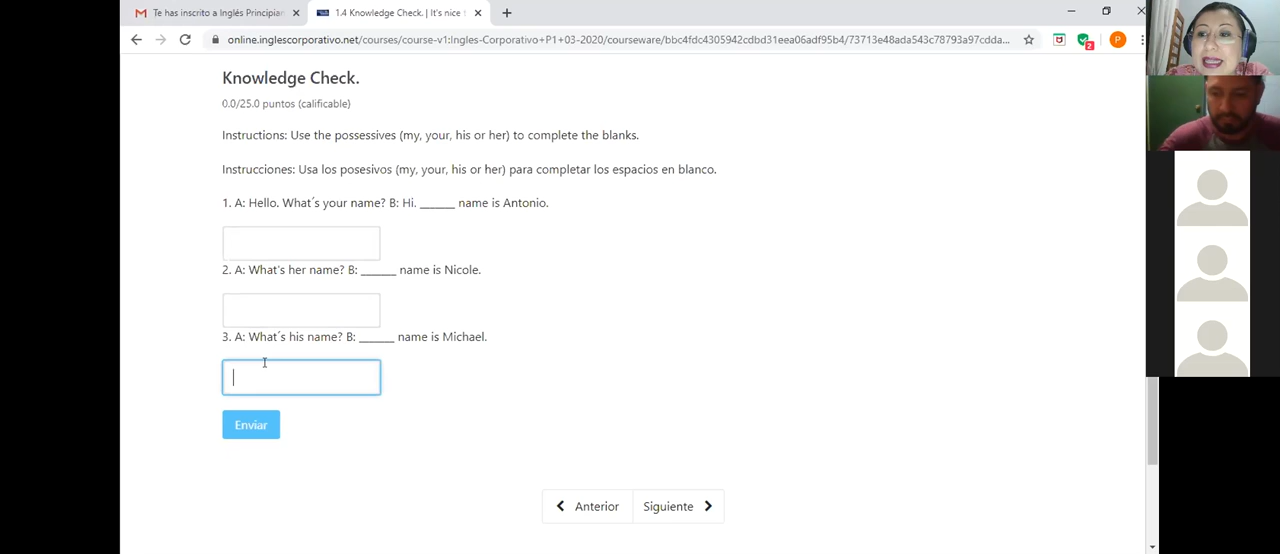 Te has inscrito a Inglés Principian
1.4 Knowledge Check. | It's nice t
online.inglescorporativo.net/courses/course-v1:Ingles-Corporativo+P1+03-2020/courseware/bbc4fdc4305942cdbd31eea06adf95b4/73713e48ada543c78793a97cdda...
2
P
Knowledge Check.
0.0/25.0 puntos (calificable)
Instructions: Use the possessives (my, your, his or her) to complete the blanks.
Instrucciones: Usa los posesivos (my, your, his or her) para completar los espacios en blanco.
1. A: Hello. What´s your name? B: Hi. ______ name is Antonio.
2. A: What's her name? B: ______ name is Nicole.
3. A: What´s his name? B: ______ name is Michael.
Enviar
Anterior Siguiente